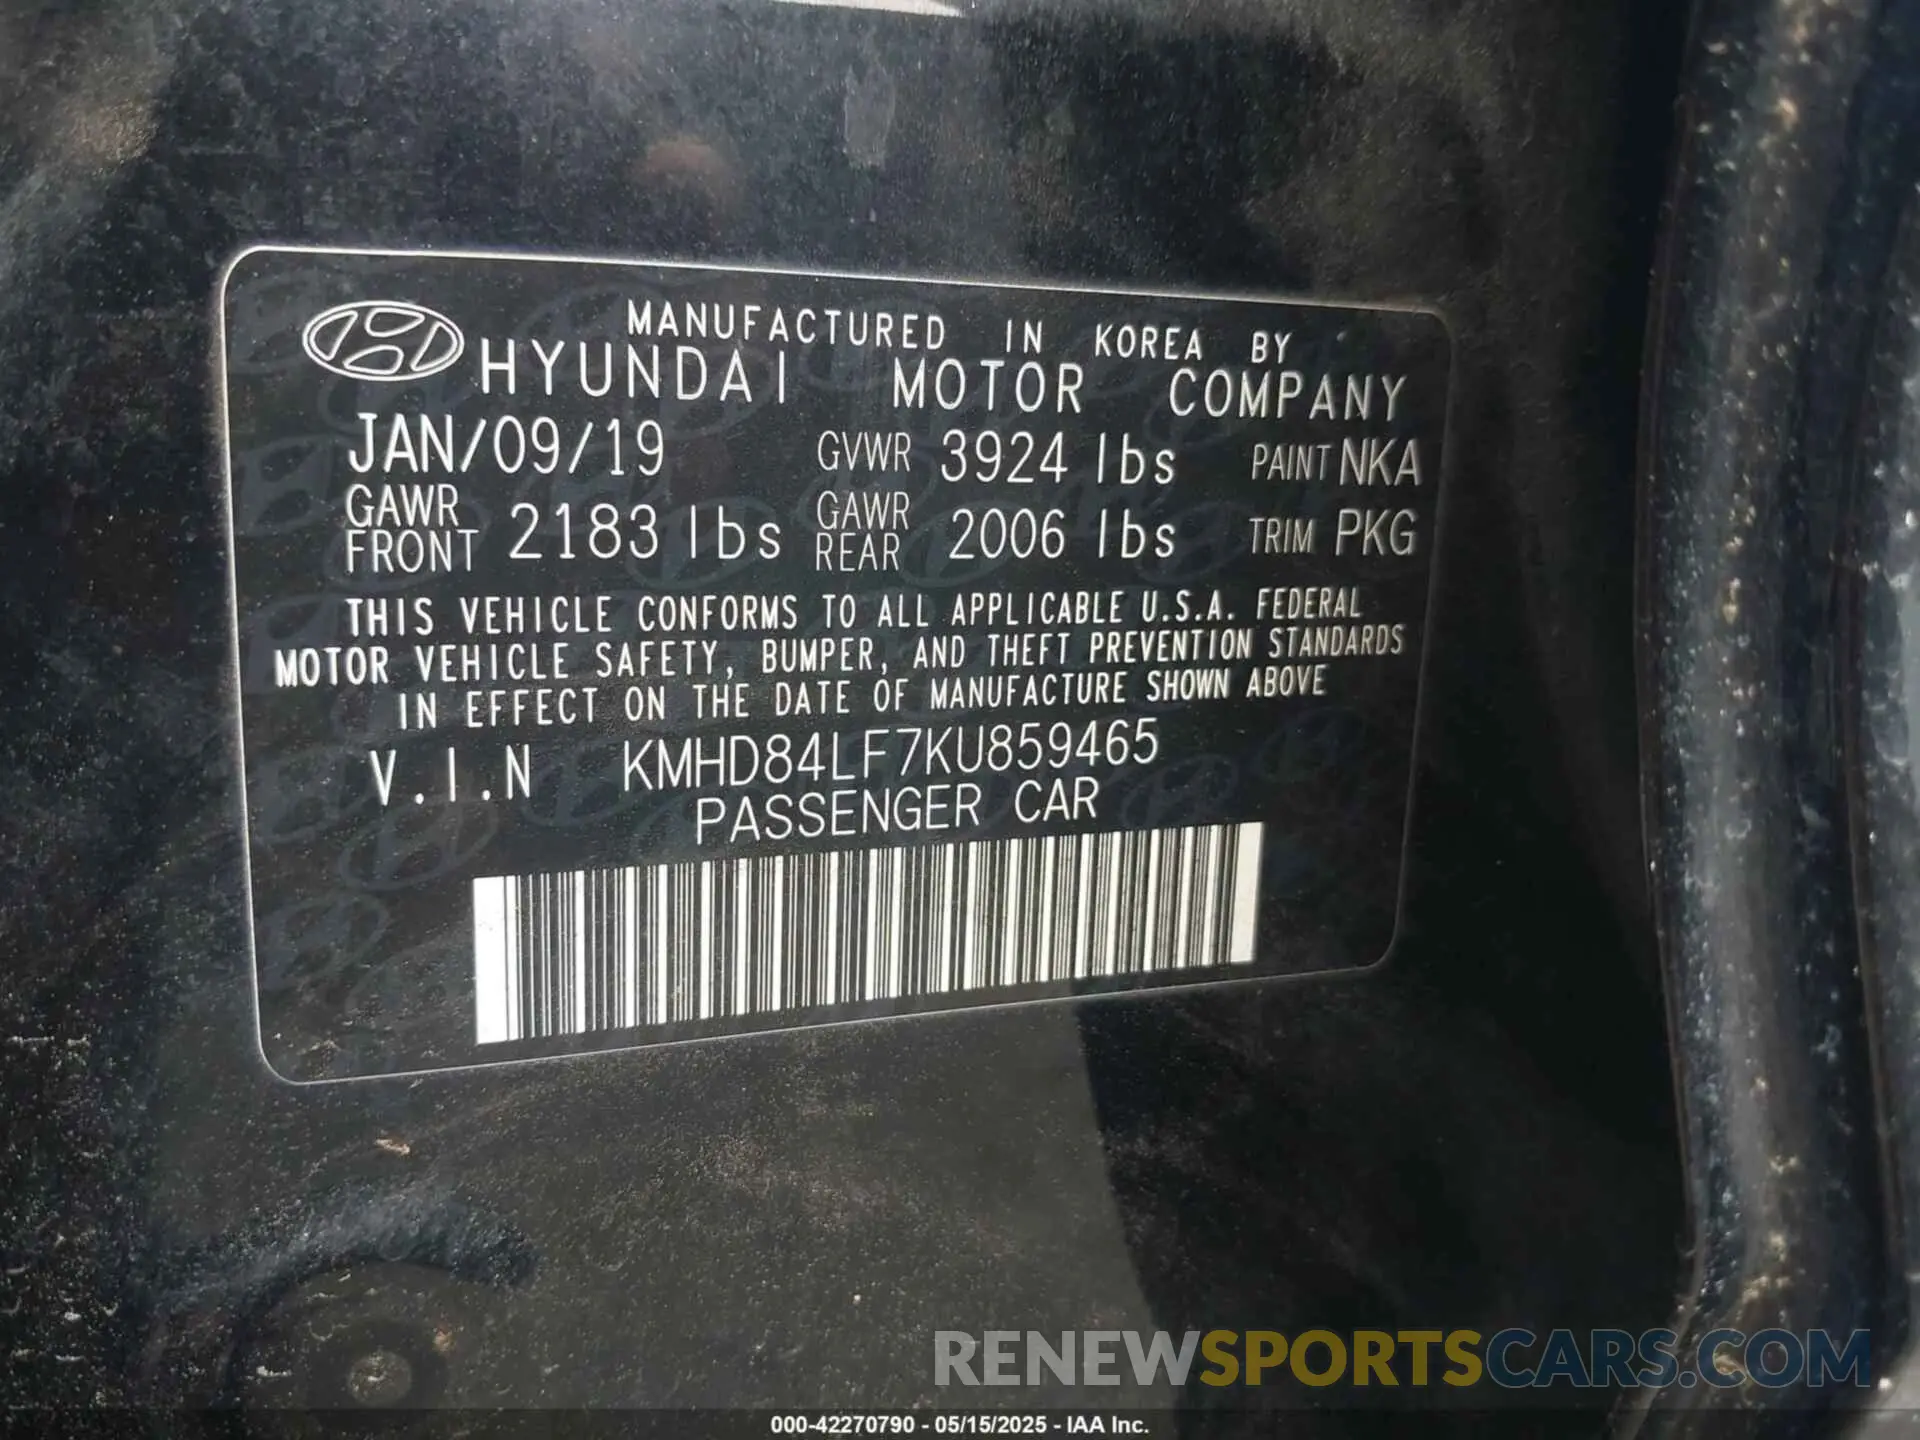 MANUFACTURED IN KOREA BY
HYUNDAI MOTOR COMPANY
JAN/09/19 GVWR 3924 lbs PAINT NKA
GAWR FRONT 2183 lbs GAWR REAR 2006 lbs TRIM PKG
THIS VEHICLE CONFORMS TO ALL APPLICABLE U.S.A. FEDERAL
MOTOR VEHICLE SAFETY, BUMPER, AND THEFT PREVENTION STANDARDS
IN EFFECT ON THE DATE OF MANUFACTURE SHOWN ABOVE
V.I.N KMHD84LF7KU859465
PASSENGER CAR
RENEWSPORTSCARS.COM
000-42270790 - 05/15/2025 - IAA Inc.